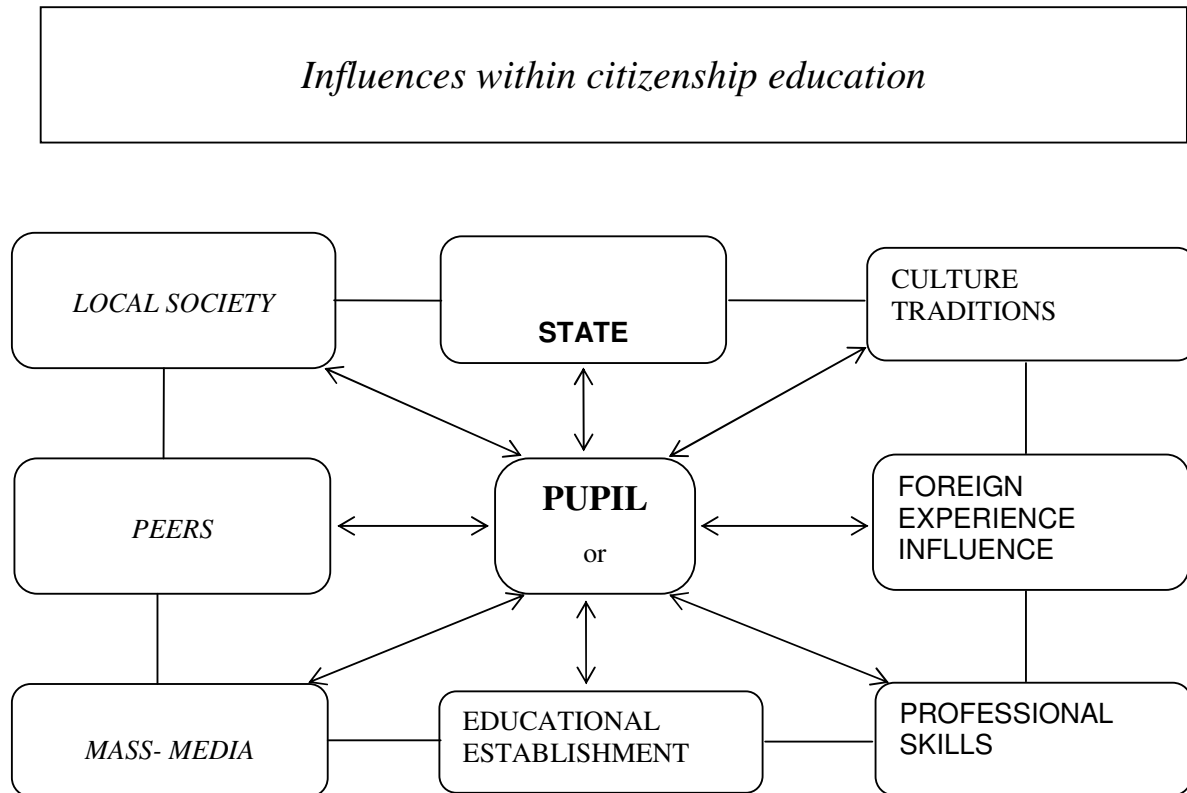 Influences within citizenship education
LOCAL SOCIETY
STATE
CULTURE
TRADITIONS
PEERS
PUPIL
or
FOREIGN
EXPERIENCE
INFLUENCE
MASS- MEDIA
EDUCATIONAL
ESTABLISHMENT
PROFESSIONAL
SKILLS